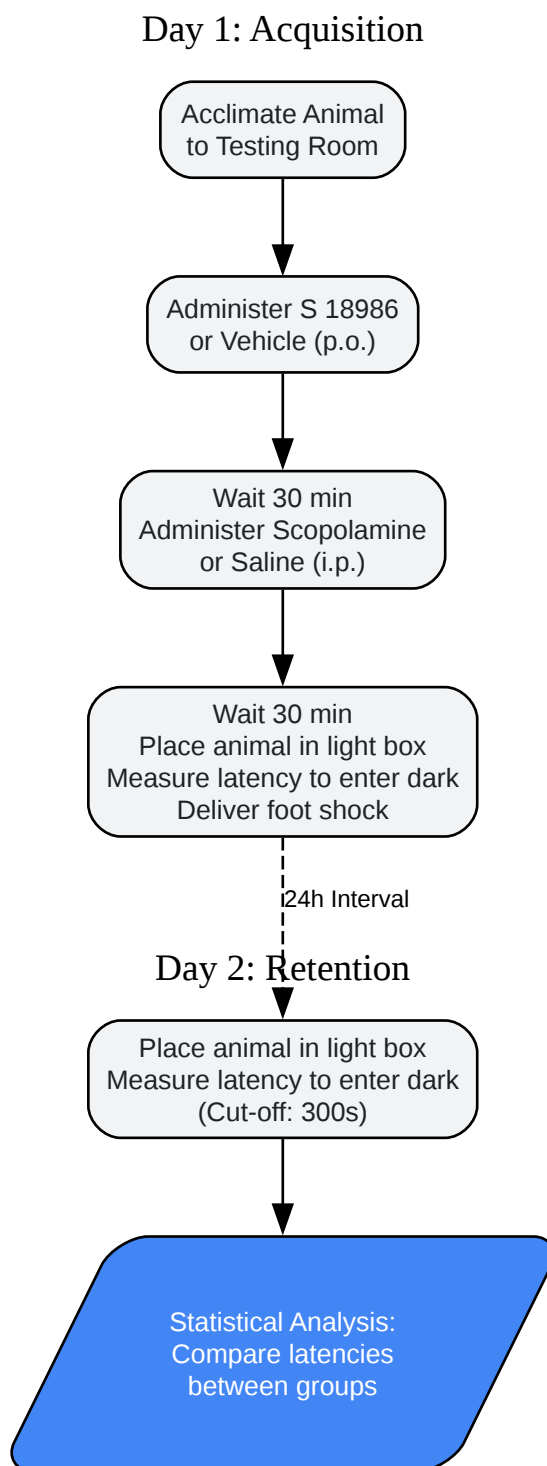 Day 1: Acquisition
Acclimate Animal
to Testing Room
Administer S 18986
or Vehicle (p.o.)
Wait 30 min
Administer Scopolamine
or Saline (i.p.)
Wait 30 min
Place animal in light box
Measure latency to enter dark
Deliver foot shock
24h Interval
Day 2: Retention
Place animal in light box
Measure latency to enter dark
(Cut-off: 300s)
Statistical Analysis:
Compare latencies
between groups